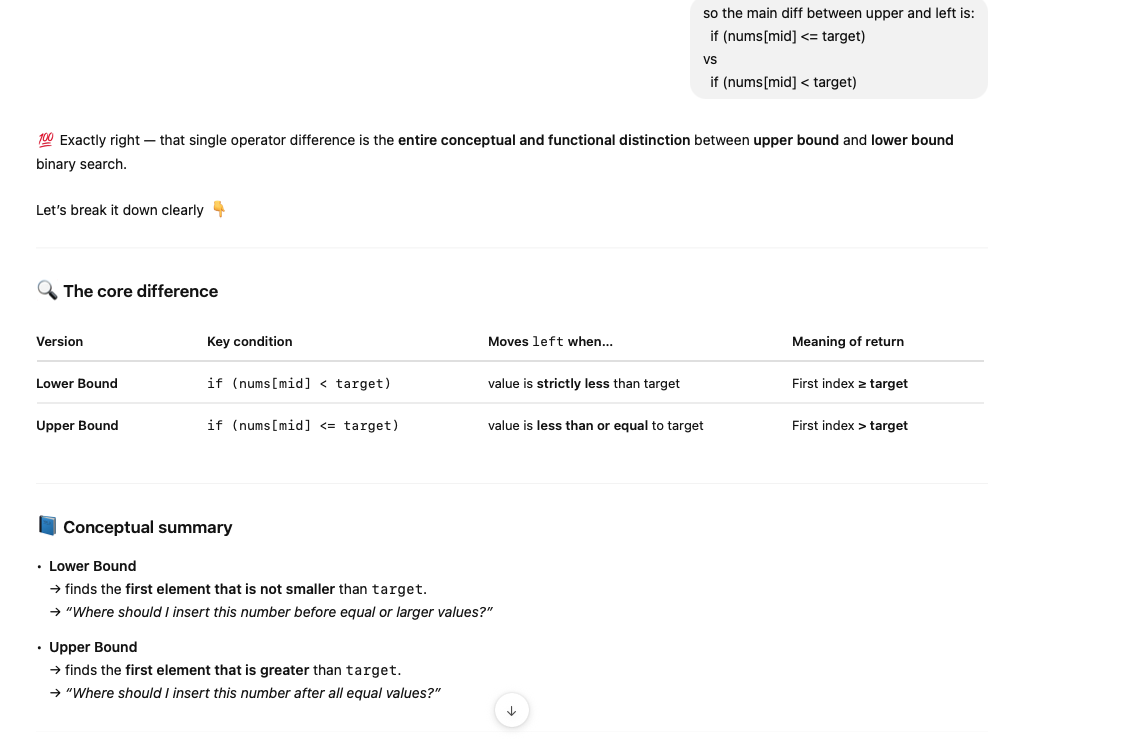 so the main diff between upper and left is:
if (nums[mid] <= target)
vs
if (nums[mid] < target)
💯 Exactly right — that single operator difference is the entire conceptual and functional distinction between upper bound and lower bound
binary search.
Let’s break it down clearly 👇
🔍 The core difference
Version Key condition Moves left when... Meaning of return
Lower Bound if (nums[mid] < target) value is strictly less than target First index ≥ target
Upper Bound if (nums[mid] <= target) value is less than or equal to target First index > target
📘 Conceptual summary
• Lower Bound
→ finds the first element that is not smaller than target.
→ “Where should I insert this number before equal or larger values?”
• Upper Bound
→ finds the first element that is greater than target.
→ “Where should I insert this number after all equal values?”